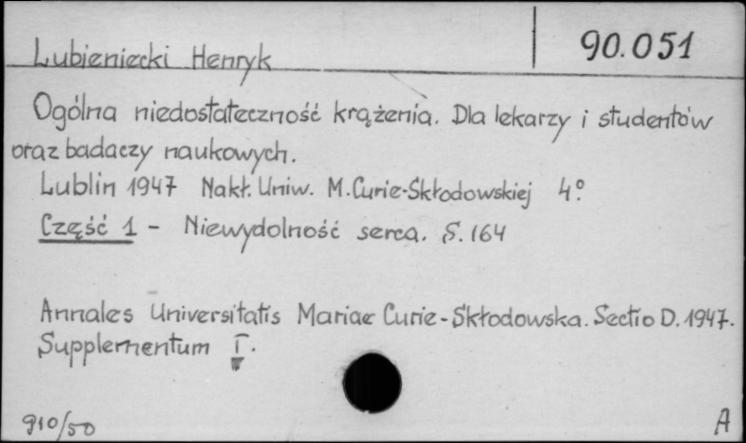 Lubieniecki Henryk
90.051
Ogólna niedostateczność krążenia. Dla lekarzy i studentów
oraz badaczy naukowych.
Lublin 1947 Nakł. Uniw. M.Curie-Skłodowskiej 4º
Część 1 - Niewydolność serca. S. 164
Annales Universitatis Mariae Curie-Skłodowska. Sectio D. 1947.
Supplementum I.
910/50
A